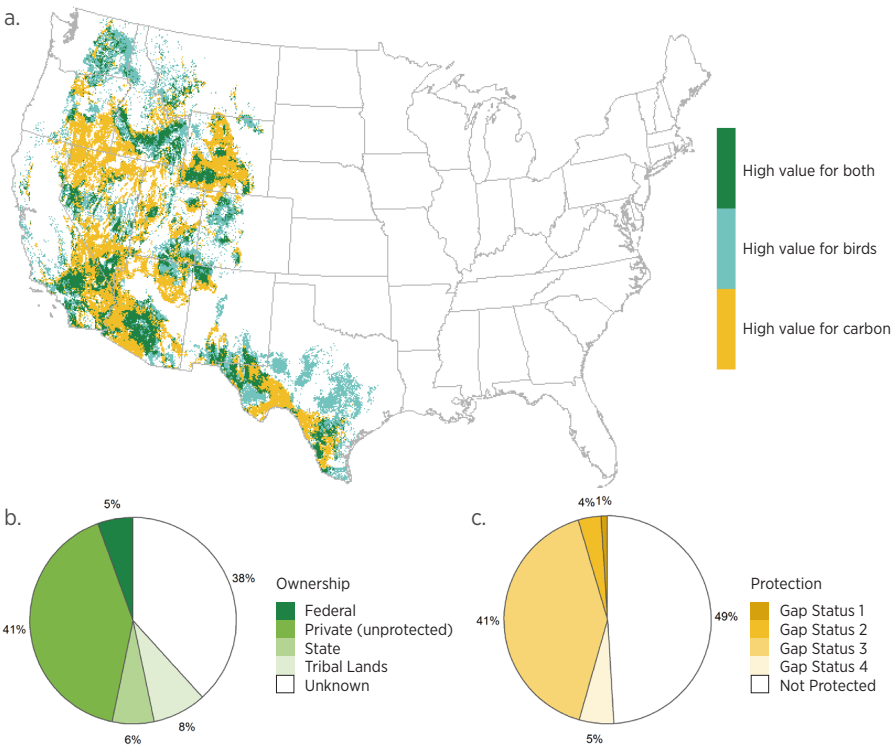 a.
High value for both
High value for birds
High value for carbon
b.
5%
38%
41%
6%
8%
Ownership
Federal
Private (unprotected)
State
Tribal Lands
Unknown
c.
4%
1%
49%
41%
5%
Protection
Gap Status 1
Gap Status 2
Gap Status 3
Gap Status 4
Not Protected